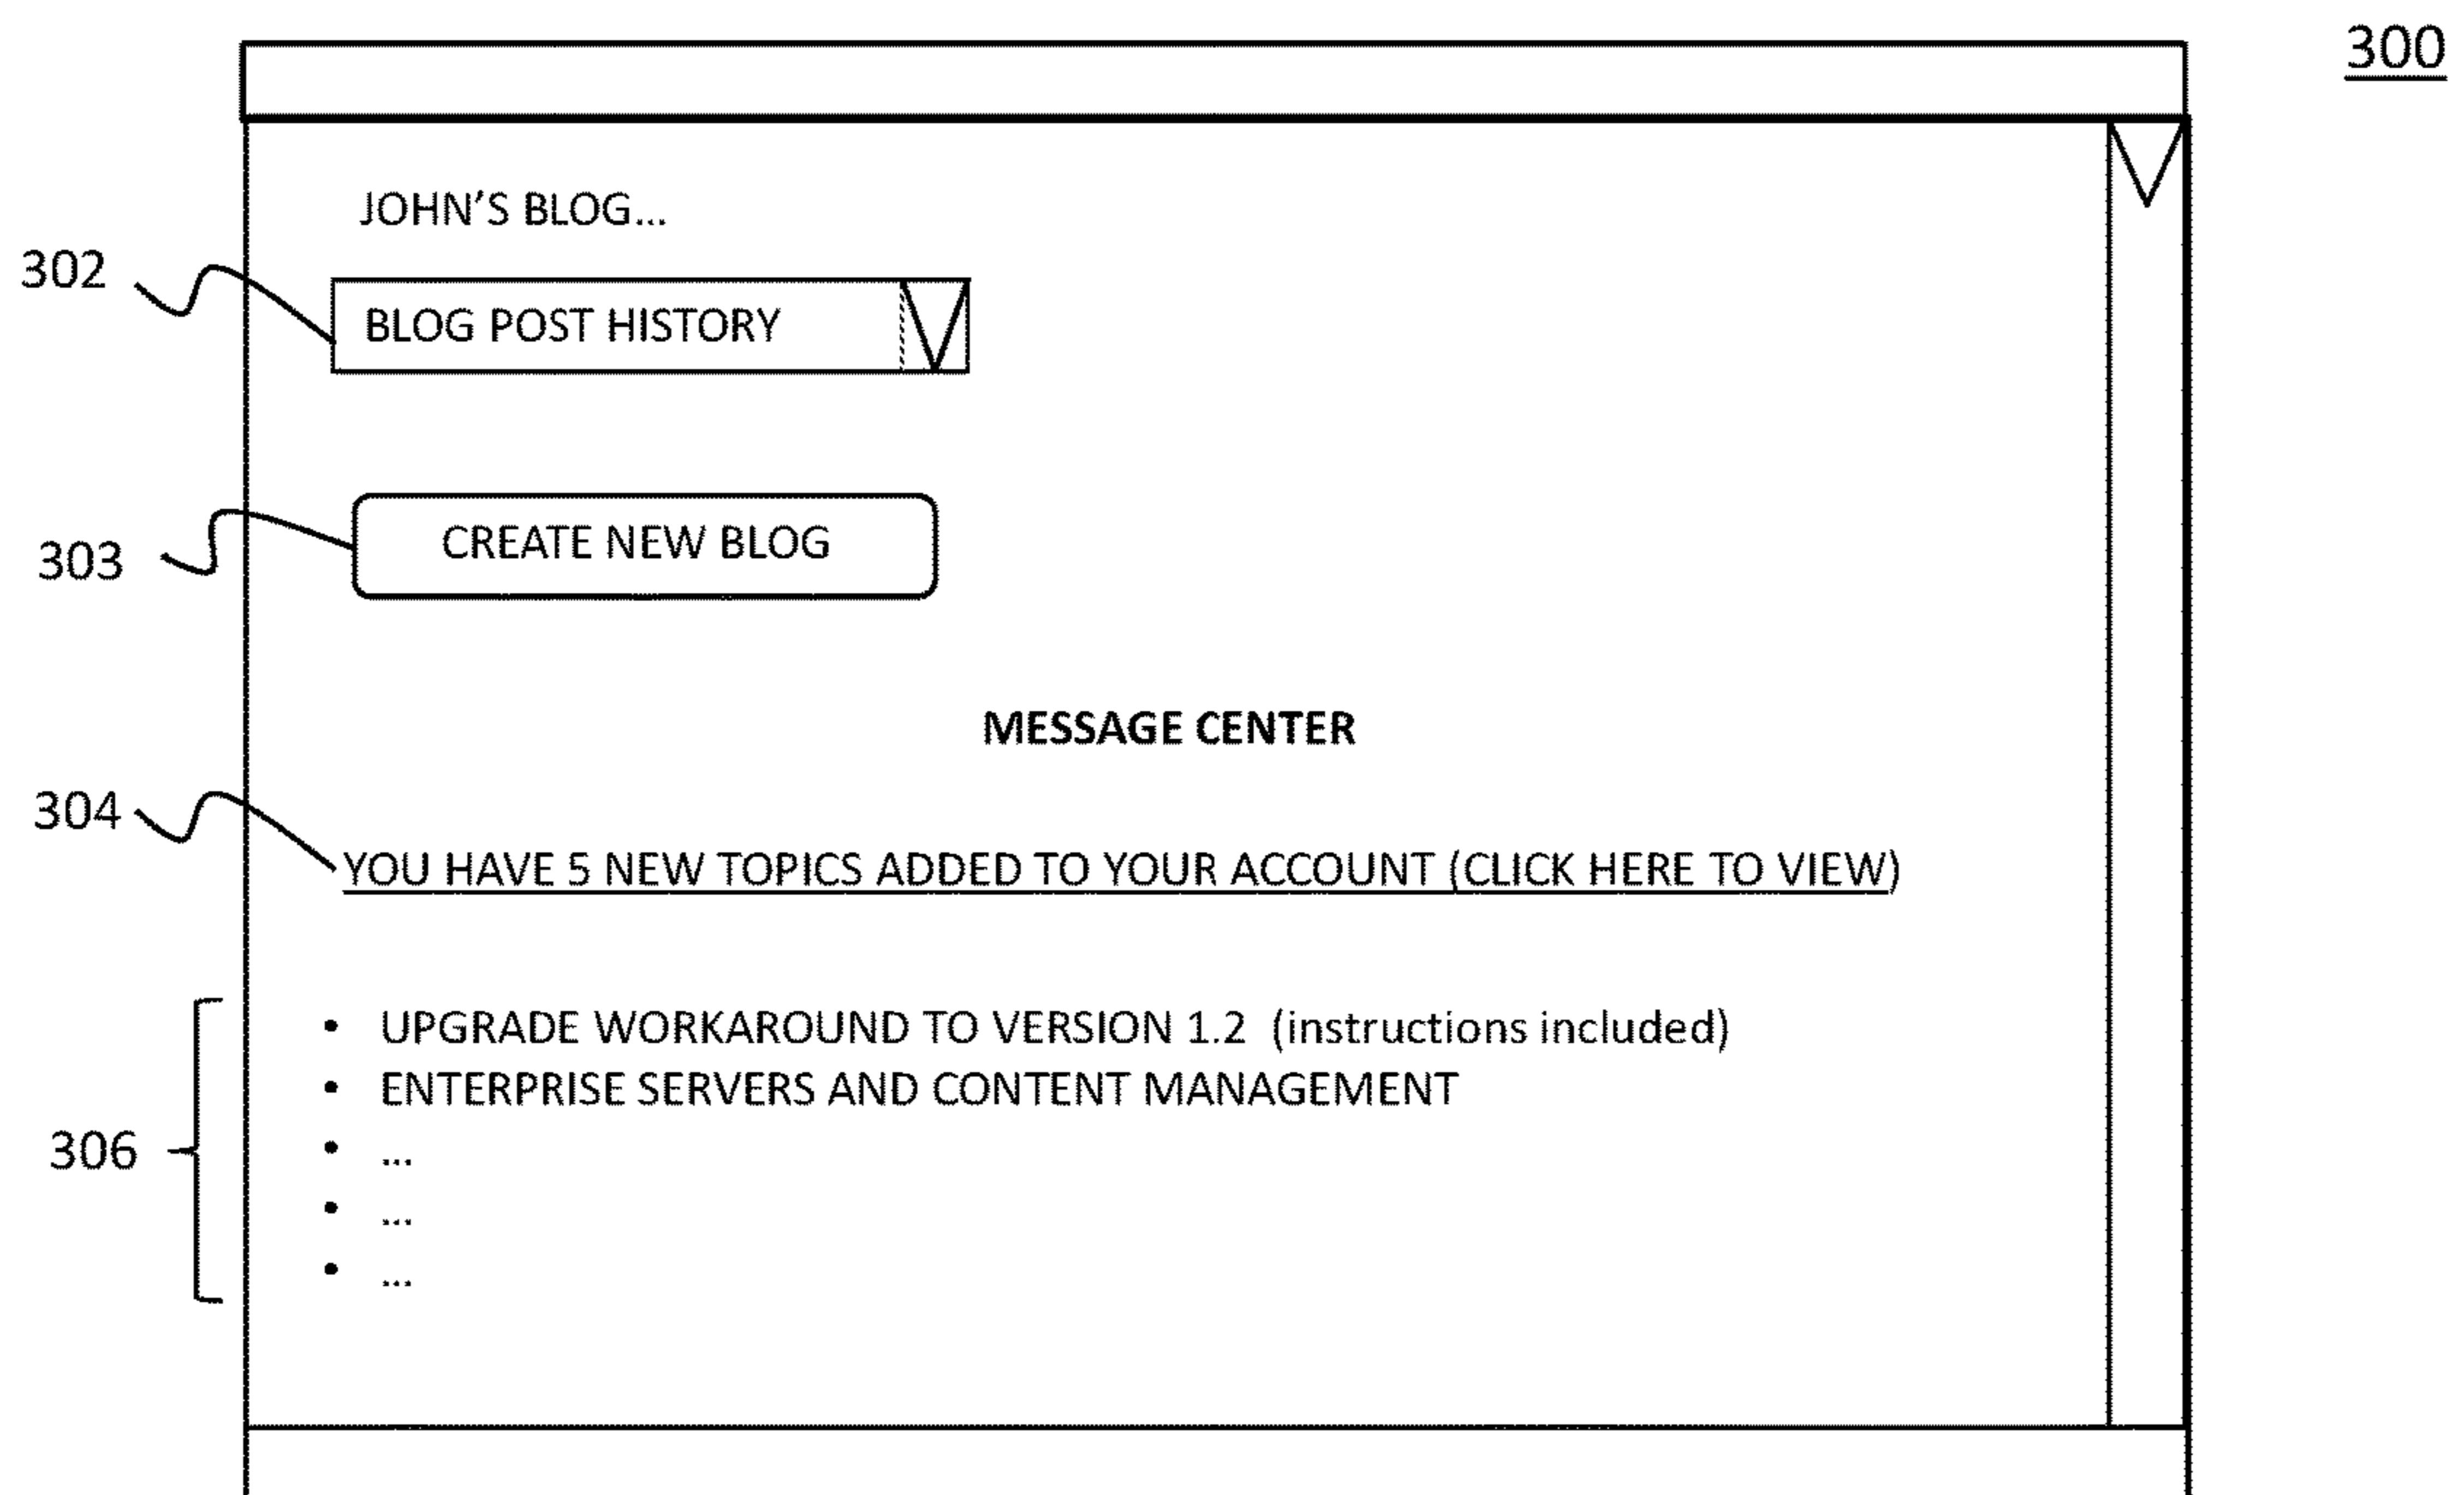 300
JOHN'S BLOG...
302
BLOG POST HISTORY
303
CREATE NEW BLOG
MESSAGE CENTER
304
YOU HAVE 5 NEW TOPICS ADDED TO YOUR ACCOUNT (CLICK HERE TO VIEW)
306
• UPGRADE WORKAROUND TO VERSION 1.2 (instructions included)
• ENTERPRISE SERVERS AND CONTENT MANAGEMENT
• ...
• ...
• ...